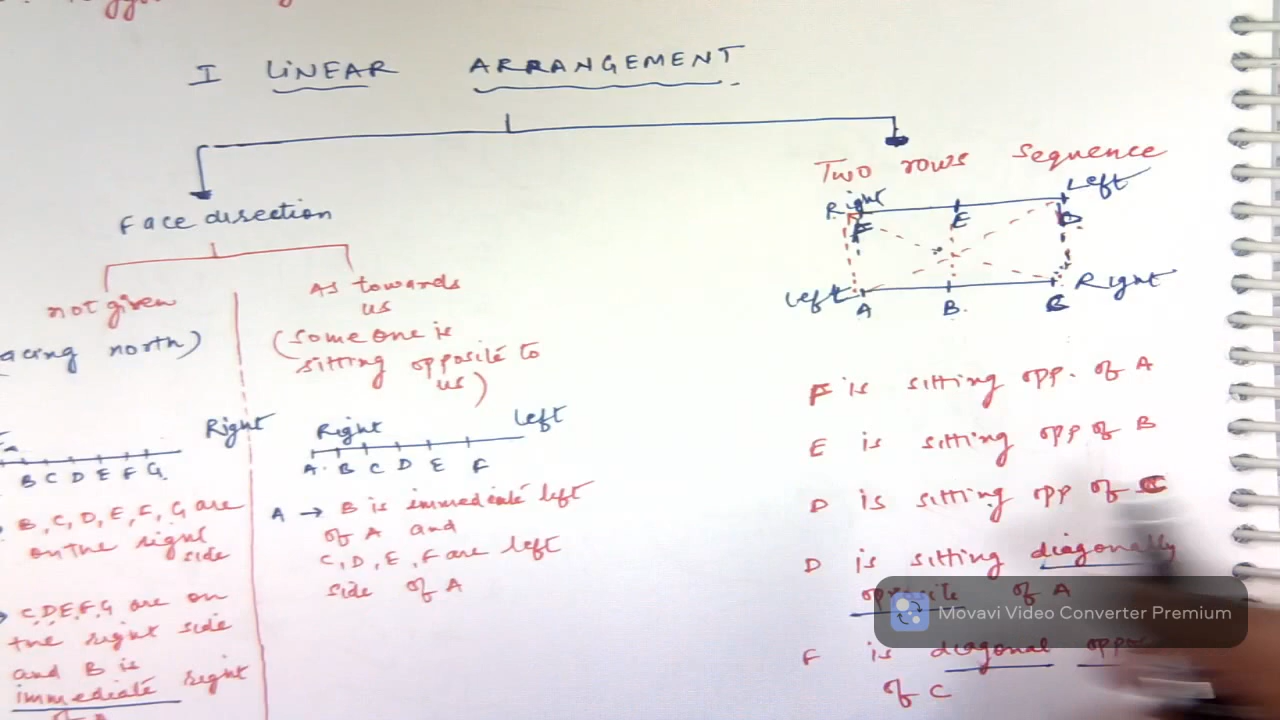 I LINEAR ARRANGEMENT
Face direction
not given
(acing north)
Right
B C D E F G
B, C, D, E, F, G are
on the right
side
C, D, E, F, G are on
the right side
and B is
immediate right
As towards
us
(some one is
sitting opposite to
us)
Right Left
A B C D E F
A → B is immediate left
of A and
C, D, E, F are left
side of A
Two rows Sequence
Right Left
F E D
Left Right
A B C
F is sitting opp. of A
E is sitting opp of B
D is sitting opp of C
D is sitting diagonally
opposite of A
F is diagonal
of C
Movavi Video Converter Premium